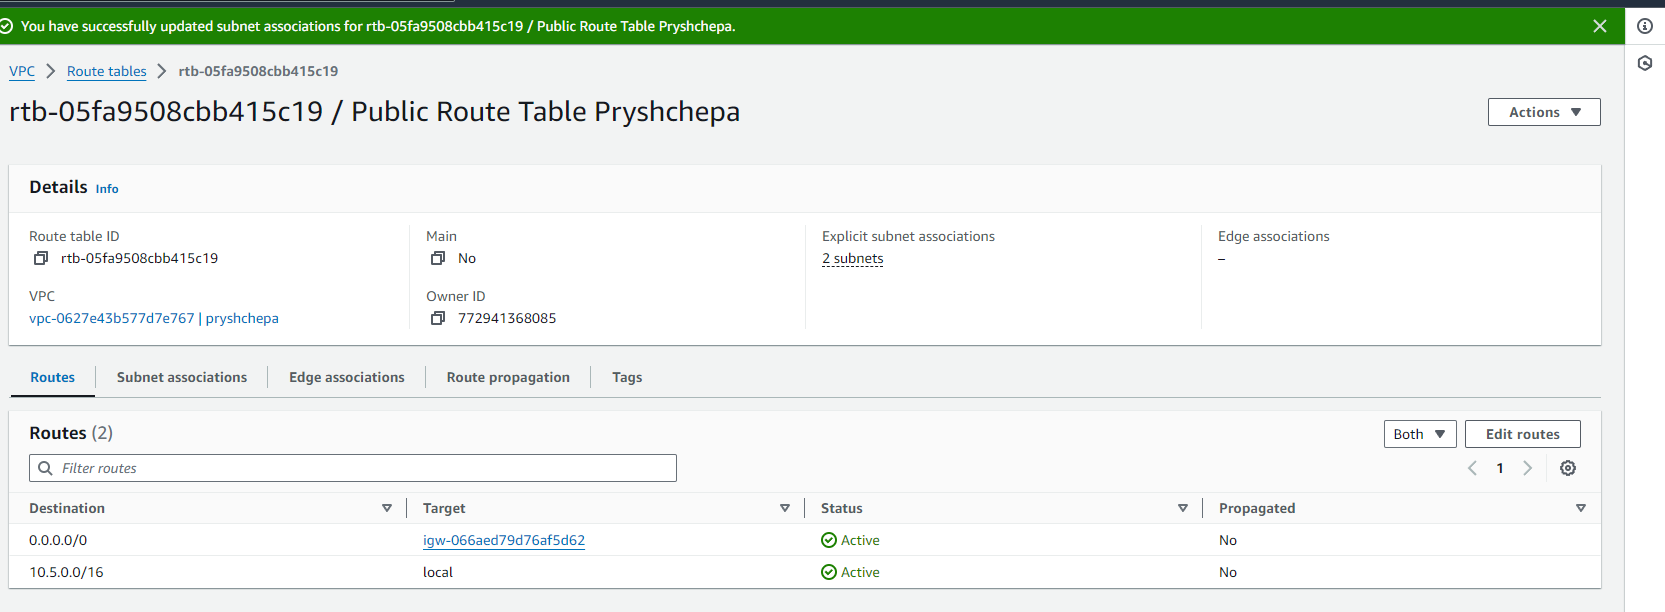 You have successfully updated subnet associations for rtb-05fa9508cbb415c19 / Public Route Table Pryshchepa.
VPC > Route tables > rtb-05fa9508cbb415c19
rtb-05fa9508cbb415c19 / Public Route Table Pryshchepa
Actions
Details Info
Route table ID
rtb-05fa9508cbb415c19
Main
No
Explicit subnet associations
2 subnets
Edge associations
–
VPC
vpc-0627e43b577d7e767 | pryshchepa
Owner ID
772941368085
Routes Subnet associations Edge associations Route propagation Tags
Routes (2)
Both Edit routes
Filter routes
1
Destination Target Status Propagated
0.0.0.0/0 igw-066aed79d76af5d62 Active No
10.5.0.0/16 local Active No